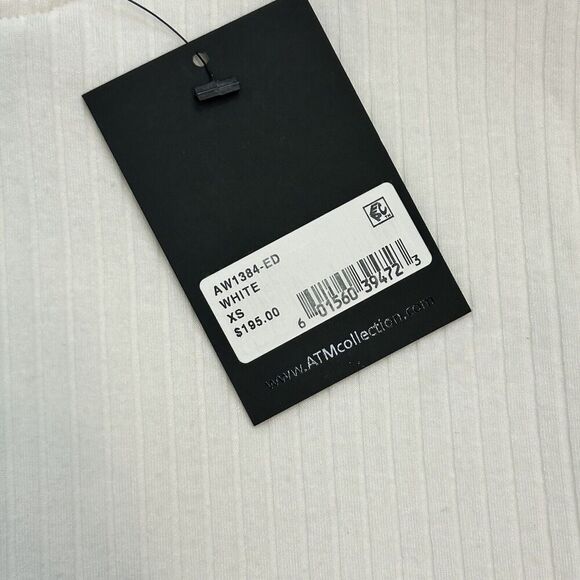 AW1384-ED
WHITE
XS
$195.00
6 01560 39472 3
www.ATMcollection.com